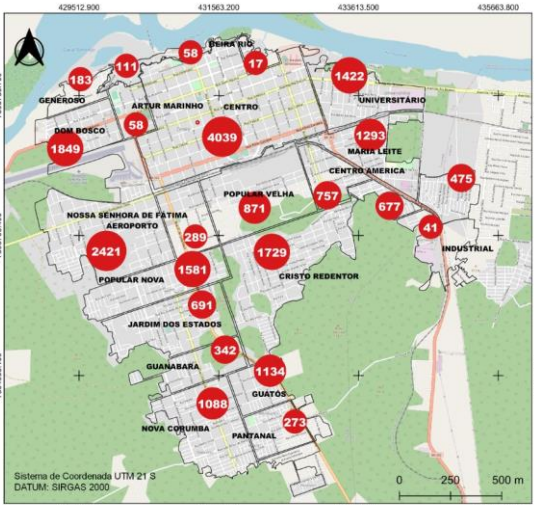 429512.900 431563.200 433613.500 435663.800
BEIRA RIO
58
17
111
183
1422
GENEROSO
ARTUR MARINHO
CENTRO
UNIVERSITÁRIO
58
DOM BOSCO
4039
1293
1849
MARIA LEITE
CENTRO AMERICA
475
POPULAR VELHA
757
871
677
NOSSA SENHORA DE FÁTIMA
AEROPORTO
41
289
2421
1729
INDUSTRIAL
1581
POPULAR NOVA
CRISTO REDENTOR
691
JARDIM DOS ESTADOS
342
GUANABARA
1134
GUATÓS
1088
273
NOVA CORUMBA
PANTANAL
Sistema de Coordenada UTM 21 S
DATUM: SIRGAS 2000
0 250 500 m